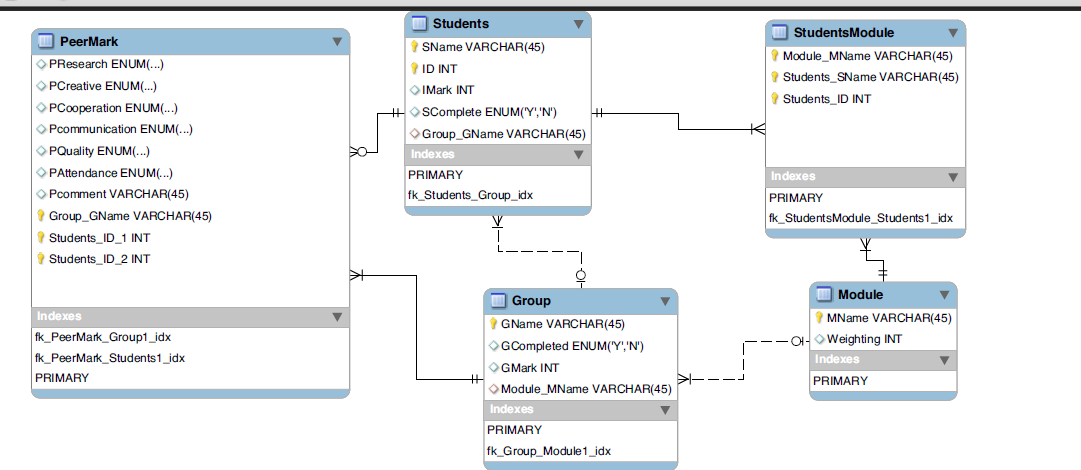 PeerMark
PResearch ENUM(...)
PCreative ENUM(...)
PCooperation ENUM(...)
Pcommunication ENUM(...)
PQuality ENUM(...)
PAttendance ENUM(...)
Pcomment VARCHAR(45)
Group_GName VARCHAR(45)
Students_ID_1 INT
Students_ID_2 INT
Indexes
fk_PeerMark_Group1_idx
fk_PeerMark_Students1_idx
PRIMARY
Students
SName VARCHAR(45)
ID INT
IMark INT
SComplete ENUM('Y','N')
Group_GName VARCHAR(45)
Indexes
PRIMARY
fk_Students_Group_idx
StudentsModule
Module_MName VARCHAR(45)
Students_SName VARCHAR(45)
Students_ID INT
Indexes
PRIMARY
fk_StudentsModule_Students1_idx
Group
GName VARCHAR(45)
GCompleted ENUM('Y','N')
GMark INT
Module_MName VARCHAR(45)
Indexes
PRIMARY
fk_Group_Module1_idx
Module
MName VARCHAR(45)
Weighting INT
Indexes
PRIMARY